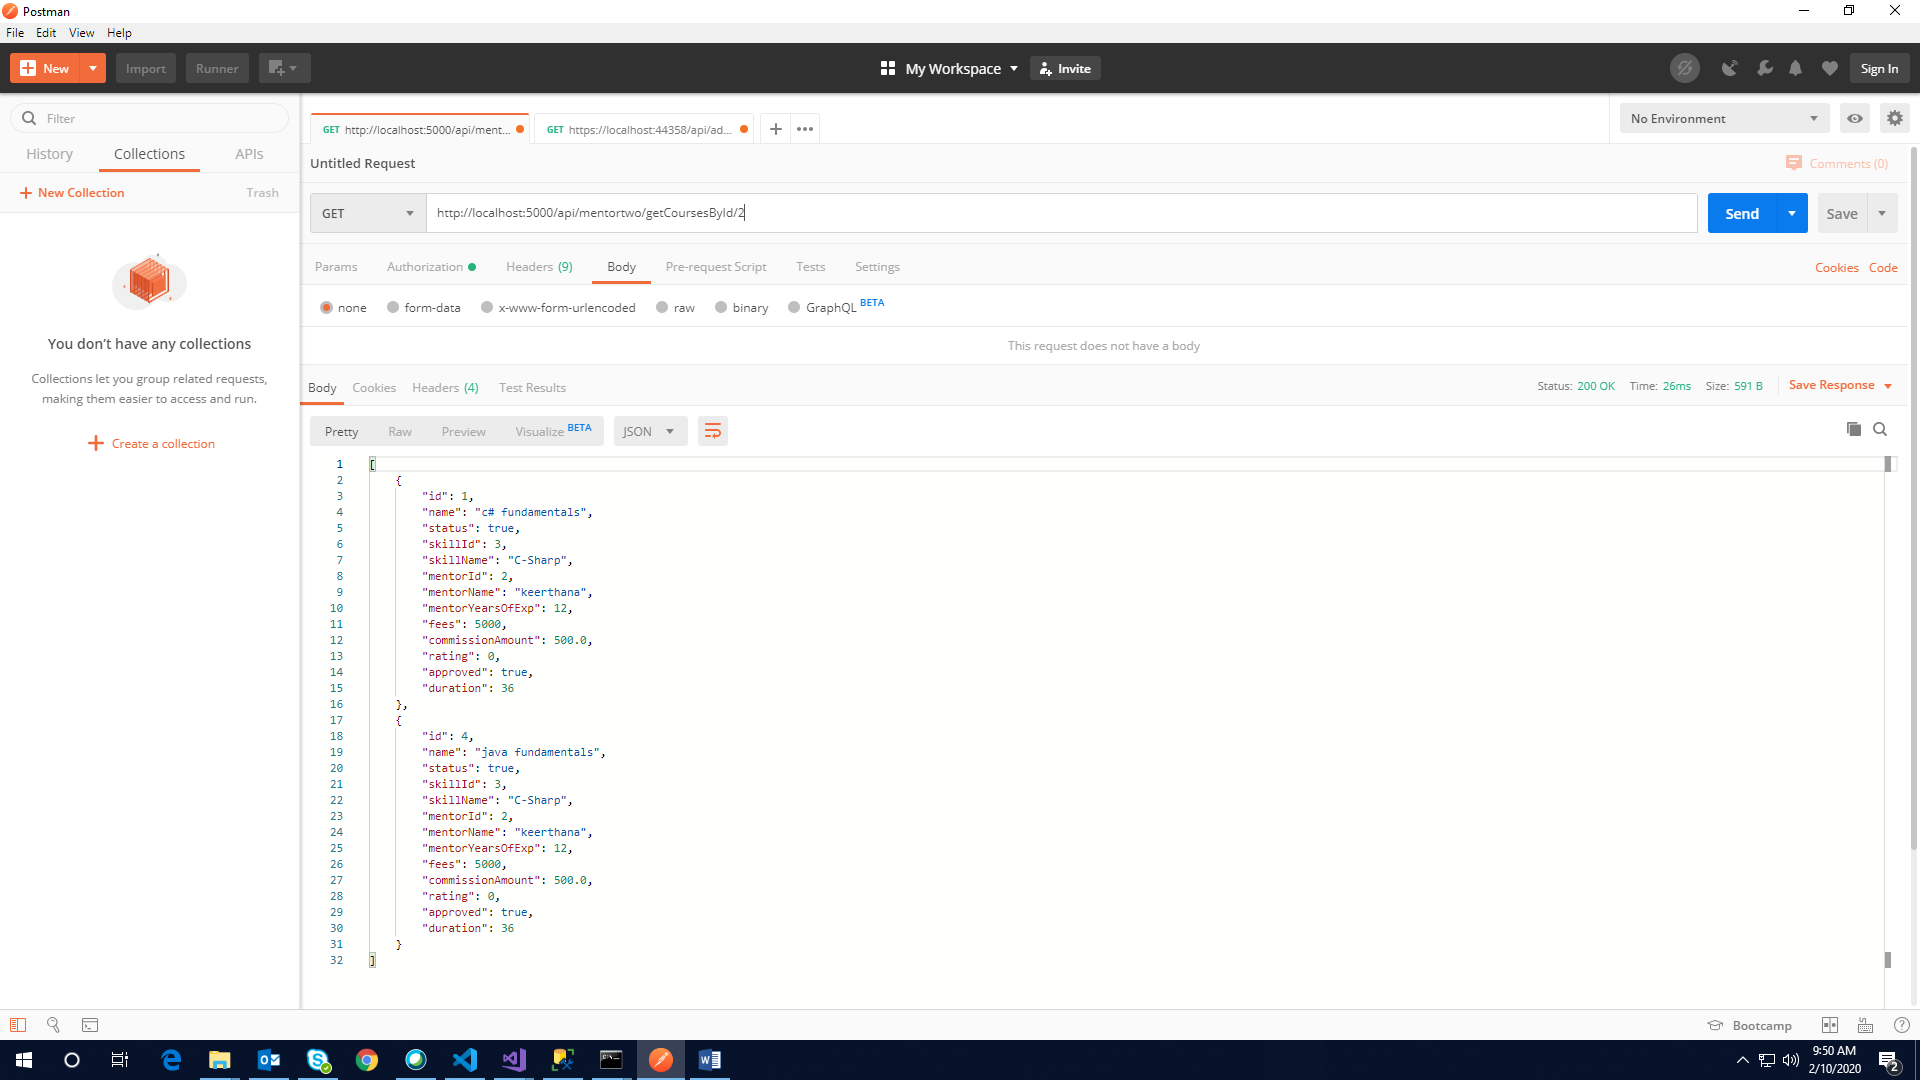 Postman
File Edit View Help
New Import Runner My Workspace Invite Sign In
Filter
History Collections APIs
New Collection Trash
You don't have any collections
Collections let you group related requests,
making them easier to access and run.
Create a collection
GET http://localhost:5000/api/ment... GET https://localhost:44358/api/ad...
No Environment
Untitled Request Comments (0)
GET http://localhost:5000/api/mentortwo/getCoursesById/2 Send Save
Params Authorization Headers (9) Body Pre-request Script Tests Settings Cookies Code
none form-data x-www-form-urlencoded raw binary GraphQL BETA
This request does not have a body
Body Cookies Headers (4) Test Results Status: 200 OK Time: 26ms Size: 591 B Save Response
Pretty Raw Preview Visualize BETA JSON
1 [
2 {
3 "id": 1,
4 "name": "c# fundamentals",
5 "status": true,
6 "skillId": 3,
7 "skillName": "C-Sharp",
8 "mentorId": 2,
9 "mentorName": "keerthana",
10 "mentorYearsOfExp": 12,
11 "fees": 5000,
12 "commissionAmount": 500.0,
13 "rating": 0,
14 "approved": true,
15 "duration": 36
16 },
17 {
18 "id": 4,
19 "name": "java fundamentals",
20 "status": true,
21 "skillId": 3,
22 "skillName": "C-Sharp",
23 "mentorId": 2,
24 "mentorName": "keerthana",
25 "mentorYearsOfExp": 12,
26 "fees": 5000,
27 "commissionAmount": 500.0,
28 "rating": 0,
29 "approved": true,
30 "duration": 36
31 }
32 ]
Bootcamp
9:50 AM
2/10/2020
2